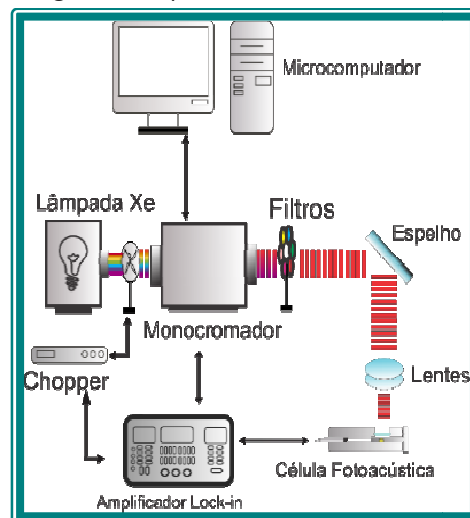 Microcomputador
Lâmpada Xe
Filtros
Espelho
Monocromador
Chopper
Lentes
Célula Fotoacústica
Amplificador Lock-in